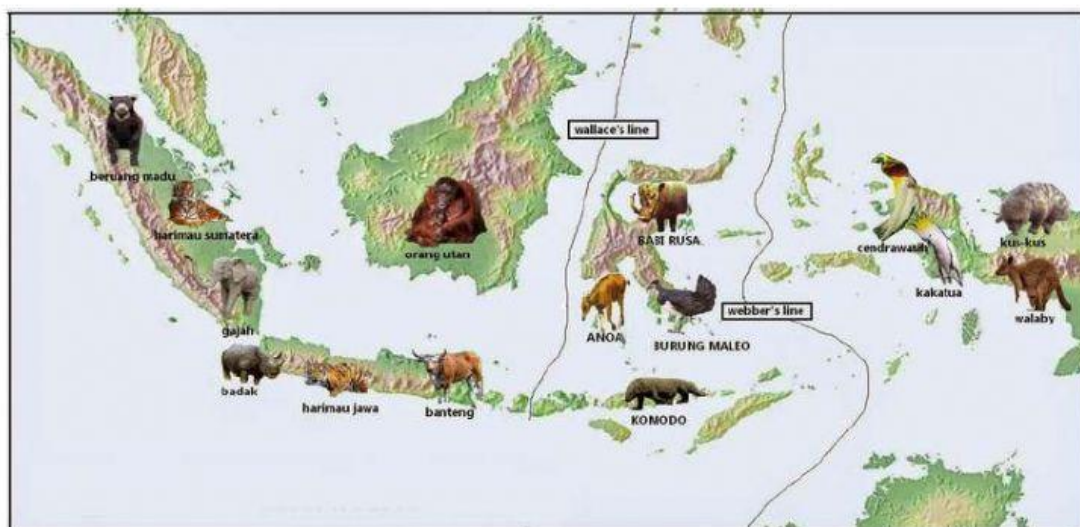 wallace's line
beruang madu
harimau sumatera
orang utan
BABI RUSA
cendrawasih
kus-kus
gajah
kakatua
walaby
webber's line
ANOA
BURUNG MALEO
badak
harimau jawa
banteng
KOMODO